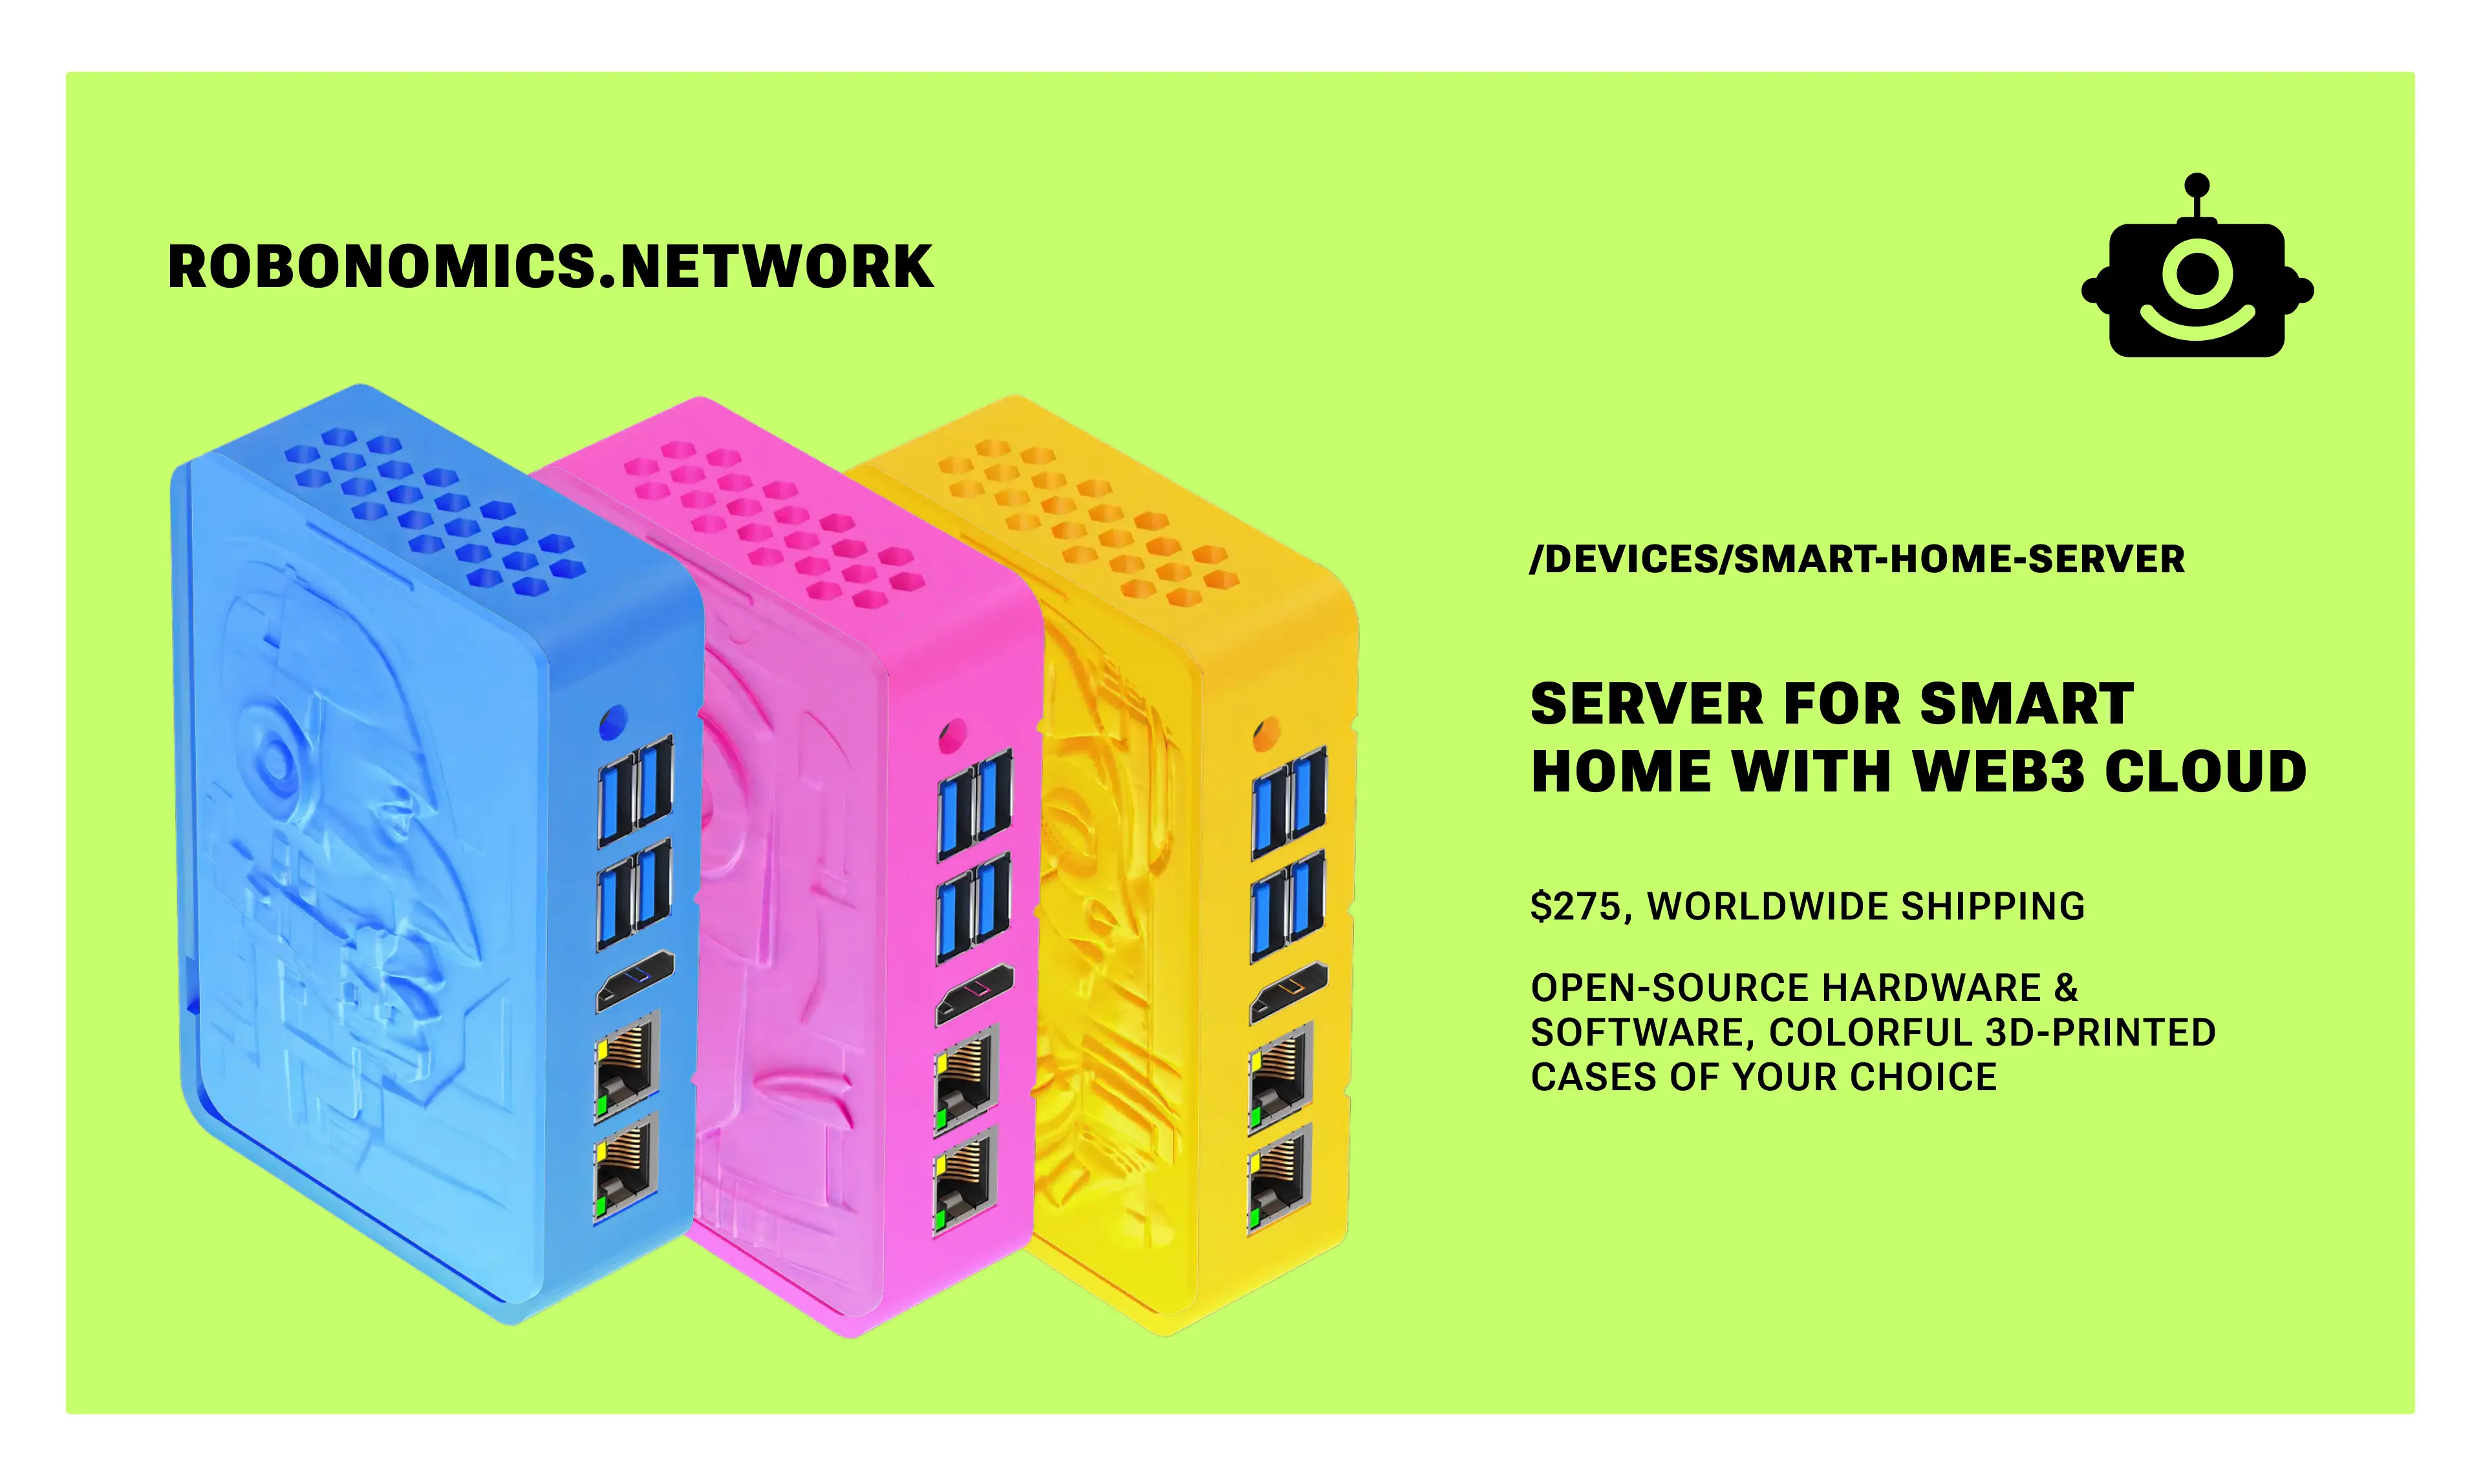 ROBONOMICS.NETWORK
/DEVICES/SMART-HOME-SERVER
SERVER FOR SMART
HOME WITH WEB3 CLOUD
$275, WORLDWIDE SHIPPING
OPEN-SOURCE HARDWARE &
SOFTWARE, COLORFUL 3D-PRINTED
CASES OF YOUR CHOICE